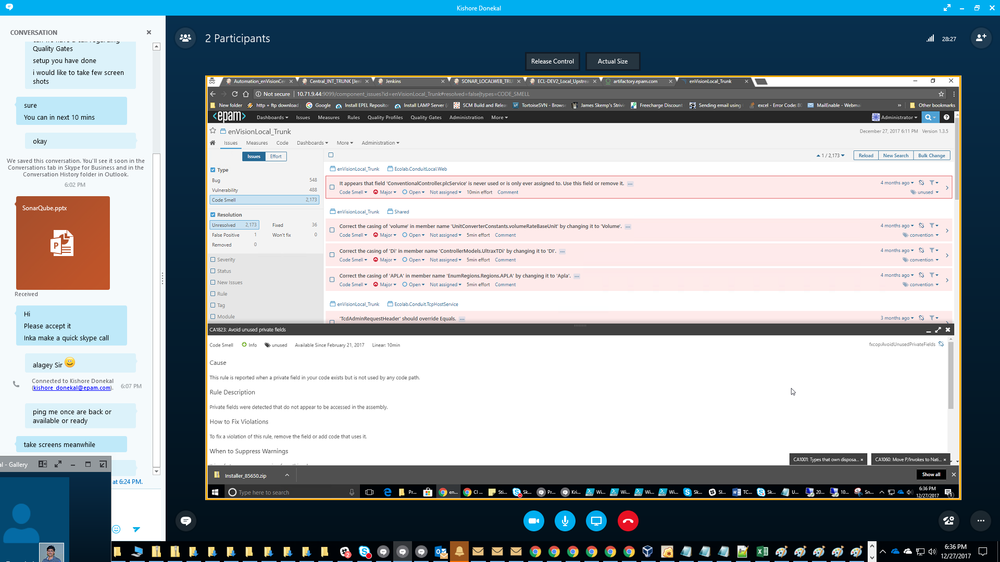 Kishore Donekal
CONVERSATION
Quality Gates
setup you have done
i would like to take few screen
shots
sure
You can in next 10 mins
okay
We saved this conversation. You'll see it soon in the
Conversations tab in Skype for Business and in the
Conversation History folder in Outlook.
6:02 PM
SonarQube.pptx
Received
Hi
Please accept it
Inka make a quick skype call
alagey Sir
Connected to Kishore Donekal
(kishore_donekal@epam.com).
6:07 PM
ping me once are back or
available or ready
take screens meanwhile
al - Gallery
at 6:24 PM.
2 Participants
28:27
Release Control
Actual Size
Automation_enVisionCe
Central_INT_TRUNK [Jen
Jenkins
SONAR_LOCALWEB_TRU
ECL-DEV2_Local_Upstrea
artifactory.epam.com
enVisionLocal_Trunk
Not secure | 10.71.9.44:9099/component_issues?id=enVisionLocal_Trunk#resolved=false|types=CODE_SMELL
New folder
http + ftp download
Google
Install EPEL Repositor
Install LAMP Server (
SCM Build and Relea
TortoiseSVN - Browse
James Skemp's Strivin
Freecharge Discount
Sending email using
excel - Error Code: 80
MailEnable - Webma
»
Other bookmarks
<epam>
Dashboards
Issues
Measures
Rules
Quality Profiles
Quality Gates
Administration
More
Administrator
enVisionLocal_Trunk
December 27, 2017 6:11 PM Version 1.3.5
Issues
Measures
Code
Dashboards
More
Administration
Issues
Effort
1 / 2,173
Reload
New Search
Bulk Change
Type
Bug 548
Vulnerability 488
Code Smell 2,173
Resolution
Unresolved 2,173
Fixed 36
False Positive 1
Won't fix 0
Removed 0
Severity
Status
New Issues
Rule
Tag
Module
enVisionLocal_Trunk
Ecolab.ConduitLocal.Web
It appears that field 'ConventionalController.plcService' is never used or is only ever assigned to. Use this field or remove it.
4 months ago
Code Smell Major Open Not assigned 10min effort Comment
unused
enVisionLocal_Trunk
Shared
Correct the casing of 'volume' in member name 'UnitConverterConstants.volumeRateBaseUnit' by changing it to 'Volume'.
4 months ago
Code Smell Major Open Not assigned 5min effort Comment
convention
Correct the casing of 'Di' in member name 'ControllerModels.UltraxTDi' by changing it to 'DI'.
4 months ago
Code Smell Major Open Not assigned 5min effort Comment
convention
Correct the casing of 'APLA' in member name 'EnumRegions.Regions.APLA' by changing it to 'Apla'.
4 months ago
Code Smell Major Open Not assigned 5min effort Comment
convention
enVisionLocal_Trunk
Ecolab.Conduit.TcpHostService
'TcdAdminRequestHeader' should override Equals.
3 months ago
CA1823: Avoid unused private fields
Code Smell Info unused Available Since February 21, 2017 Linear: 10min
fxcop:AvoidUnusedPrivateFields
Cause
This rule is reported when a private field in your code exists but is not used by any code path.
Rule Description
Private fields were detected that do not appear to be accessed in the assembly.
How to Fix Violations
To fix a violation of this rule, remove the field or add code that uses it.
When to Suppress Warnings
CA1001: Types that own disposa...
CA1060: Move P/Invokes to Nati...
Installer_85650.zip
Show all
Type here to search
Pr...
en...
Cl ...
Sti...
Sk...
Pr...
Kri...
Wi...
Wi...
Wi...
Wi...
Sk...
Sl...
TC...
Sk...
U...
20...
10...
Sn...
6:36 PM
12/27/2017
6:36 PM
12/27/2017